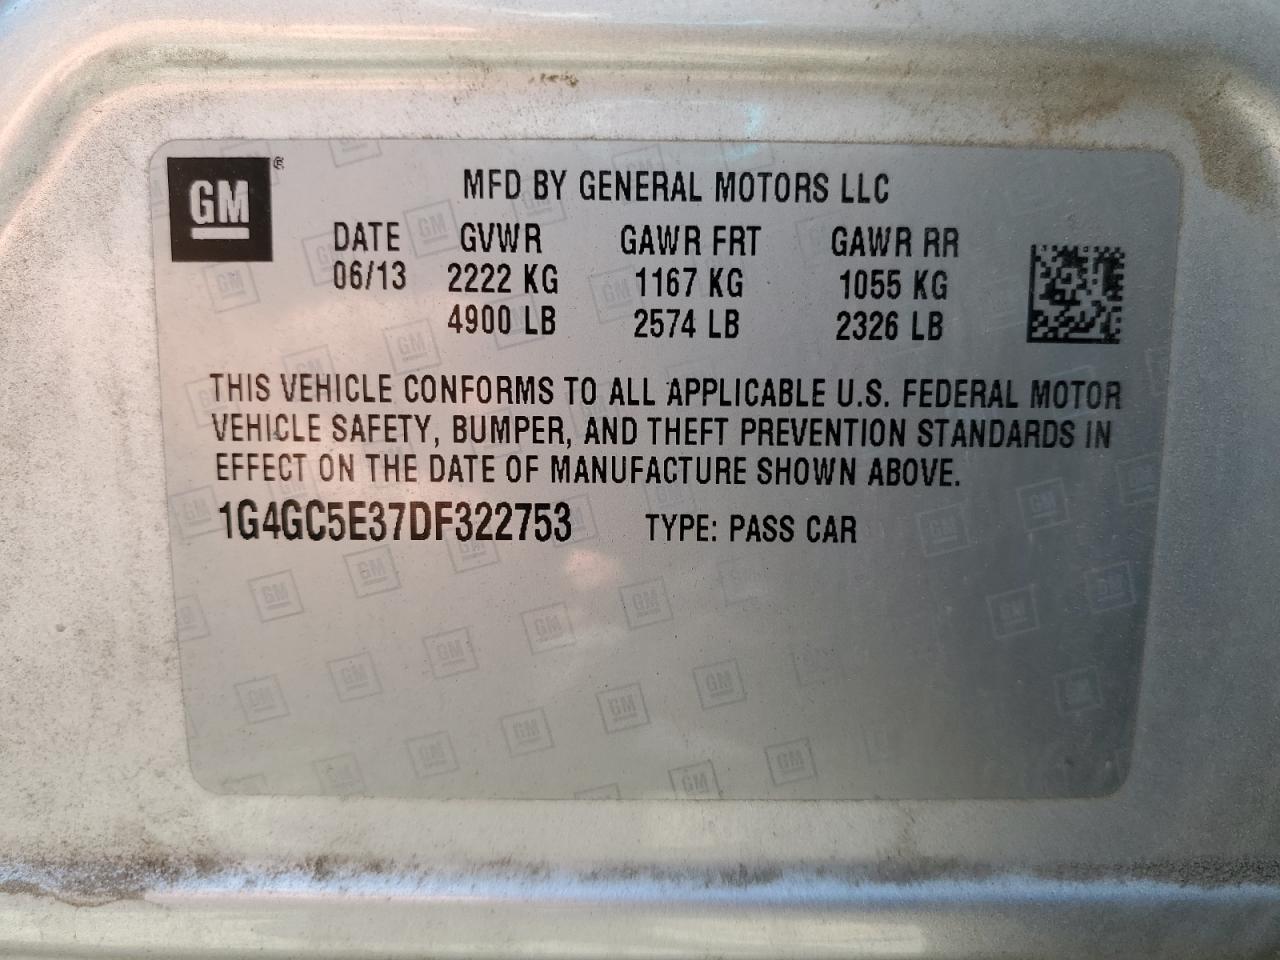 GM ®
MFD BY GENERAL MOTORS LLC
DATE GVWR GAWR FRT GAWR RR
06/13 2222 KG 1167 KG 1055 KG
4900 LB 2574 LB 2326 LB
THIS VEHICLE CONFORMS TO ALL APPLICABLE U.S. FEDERAL MOTOR
VEHICLE SAFETY, BUMPER, AND THEFT PREVENTION STANDARDS IN
EFFECT ON THE DATE OF MANUFACTURE SHOWN ABOVE.
1G4GC5E37DF322753 TYPE: PASS CAR